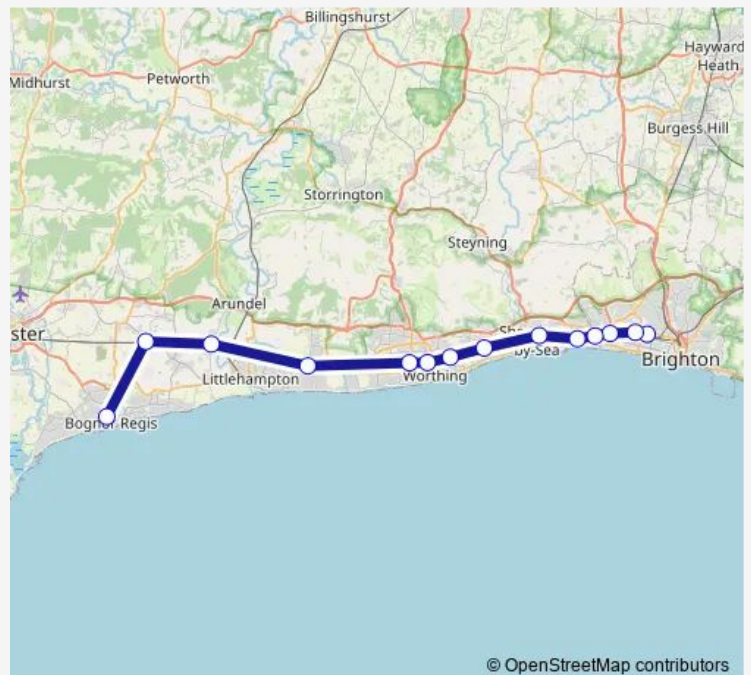 Billingshurst
Hayward
Heath
Midhurst
Petworth
Burgess Hill
Storrington
Steyning
Arundel
ster
by-Sea
Brighton
Littlehampton
Worthing
Bognor Regis
© OpenStreetMap contributors